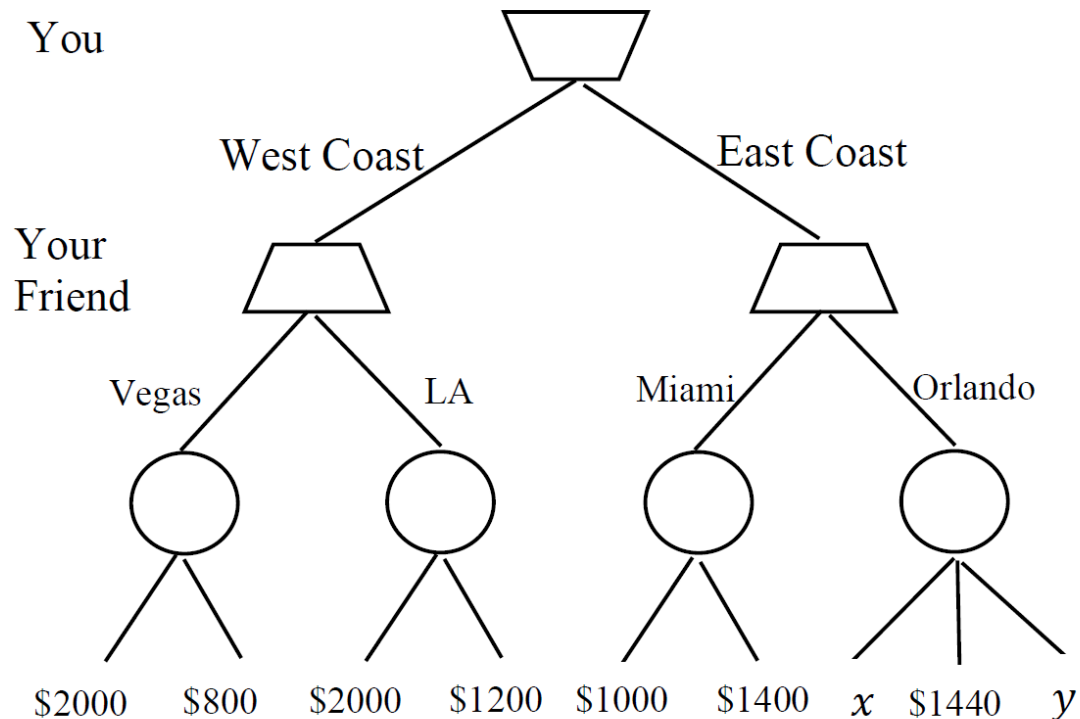 You
West Coast
East Coast
Your
Friend
Vegas
LA
Miami
Orlando
$2000 $800 $2000 $1200 $1000 $1400 x $1440 y